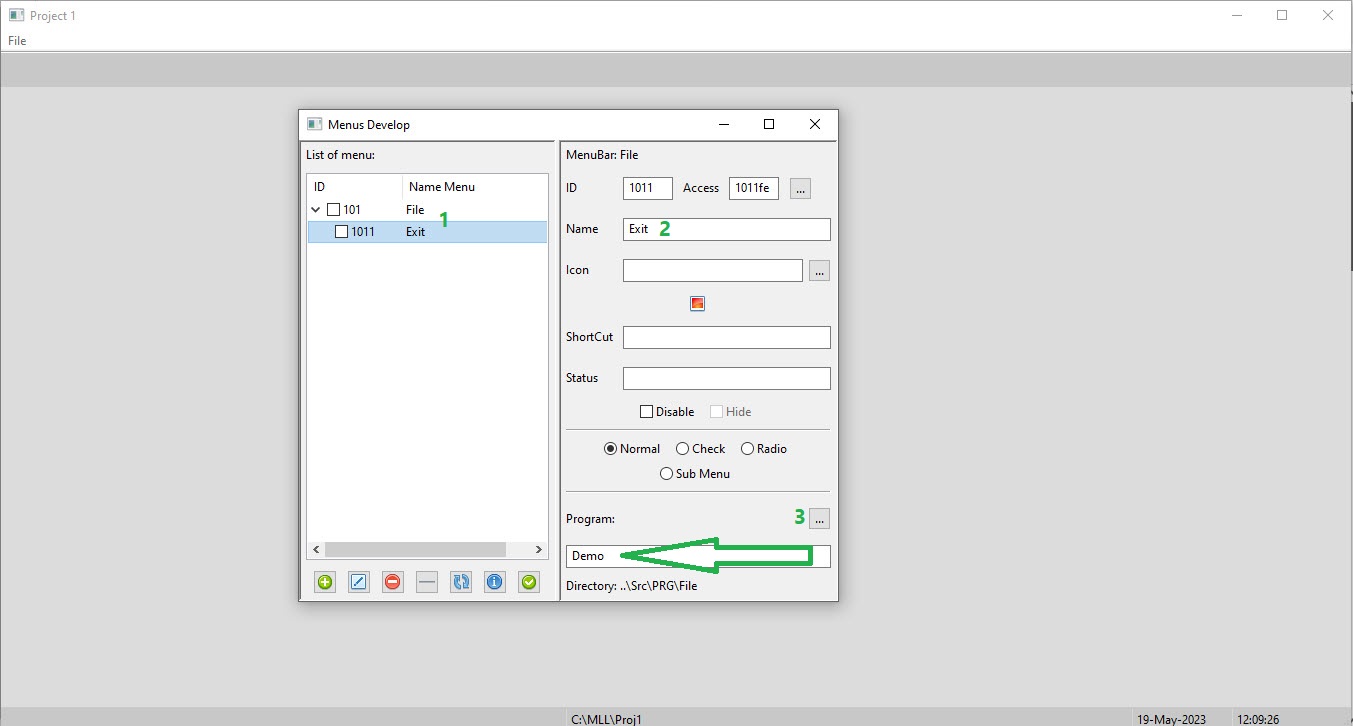 Project 1
File
Menus Develop
List of menu:
ID Name Menu
101 File
1
1011 Exit
MenuBar: File
ID 1011 Access 1011fe ...
Name Exit 2
Icon ...
ShortCut
Status
Disable Hide
Normal Check Radio
Sub Menu
Program: 3 ...
Demo
Directory: ..\Src\PRG\File
C:\MLL\Proj1 19-May-2023 12:09:26